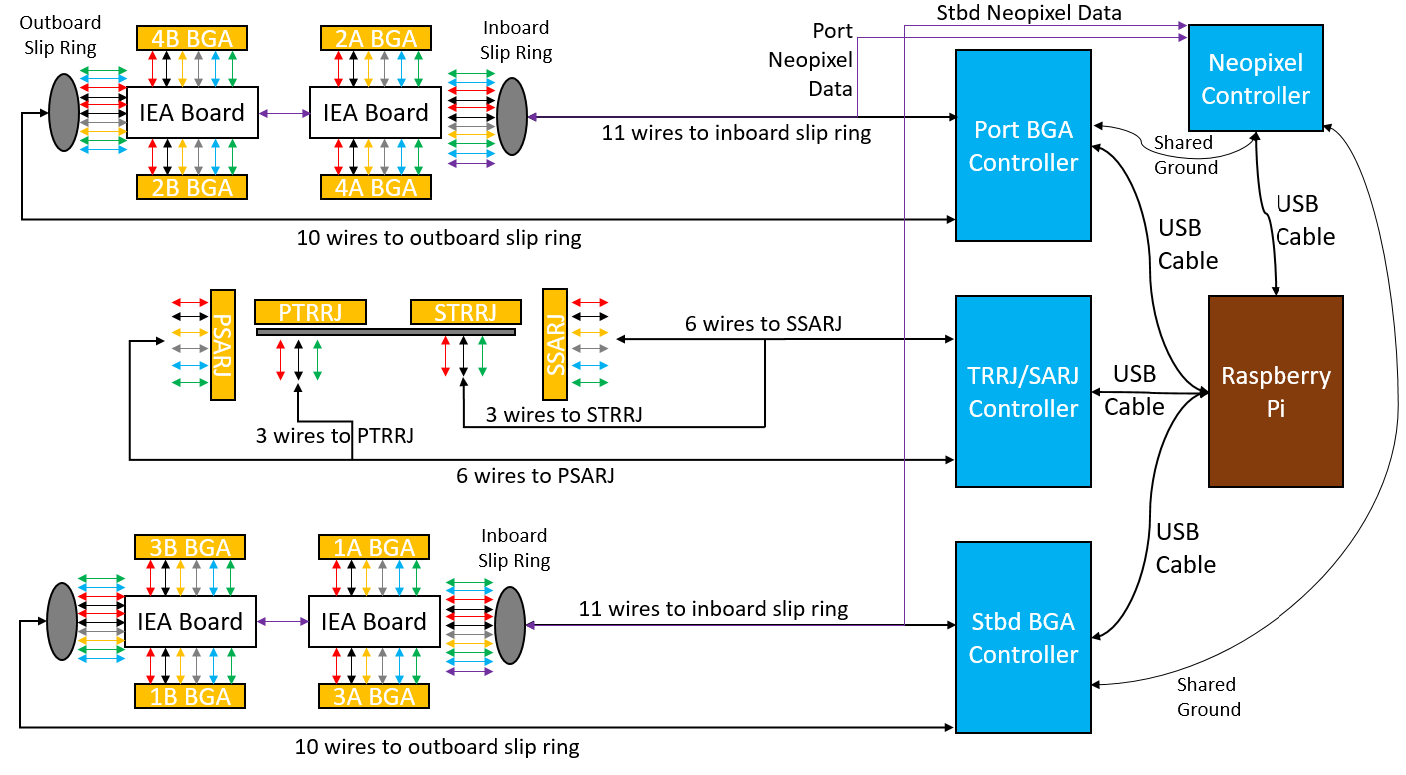 Stbd Neopixel Data
Outboard
Slip Ring
4B BGA
2A BGA
Inboard
Slip Ring
Port
Neopixel
Data
Neopixel
Controller
IEA Board
IEA Board
11 wires to inboard slip ring
Port BGA
Controller
Shared
Ground
2B BGA
4A BGA
USB
Cable
USB
Cable
10 wires to outboard slip ring
PSARJ
PTRRJ
STRRJ
SSARJ
6 wires to SSARJ
TRRJ/SARJ
Controller
USB
Cable
Raspberry
Pi
3 wires to STRRJ
3 wires to PTRRJ
6 wires to PSARJ
3B BGA
1A BGA
Inboard
Slip Ring
USB
Cable
IEA Board
IEA Board
11 wires to inboard slip ring
Stbd BGA
Controller
1B BGA
3A BGA
Shared
Ground
10 wires to outboard slip ring